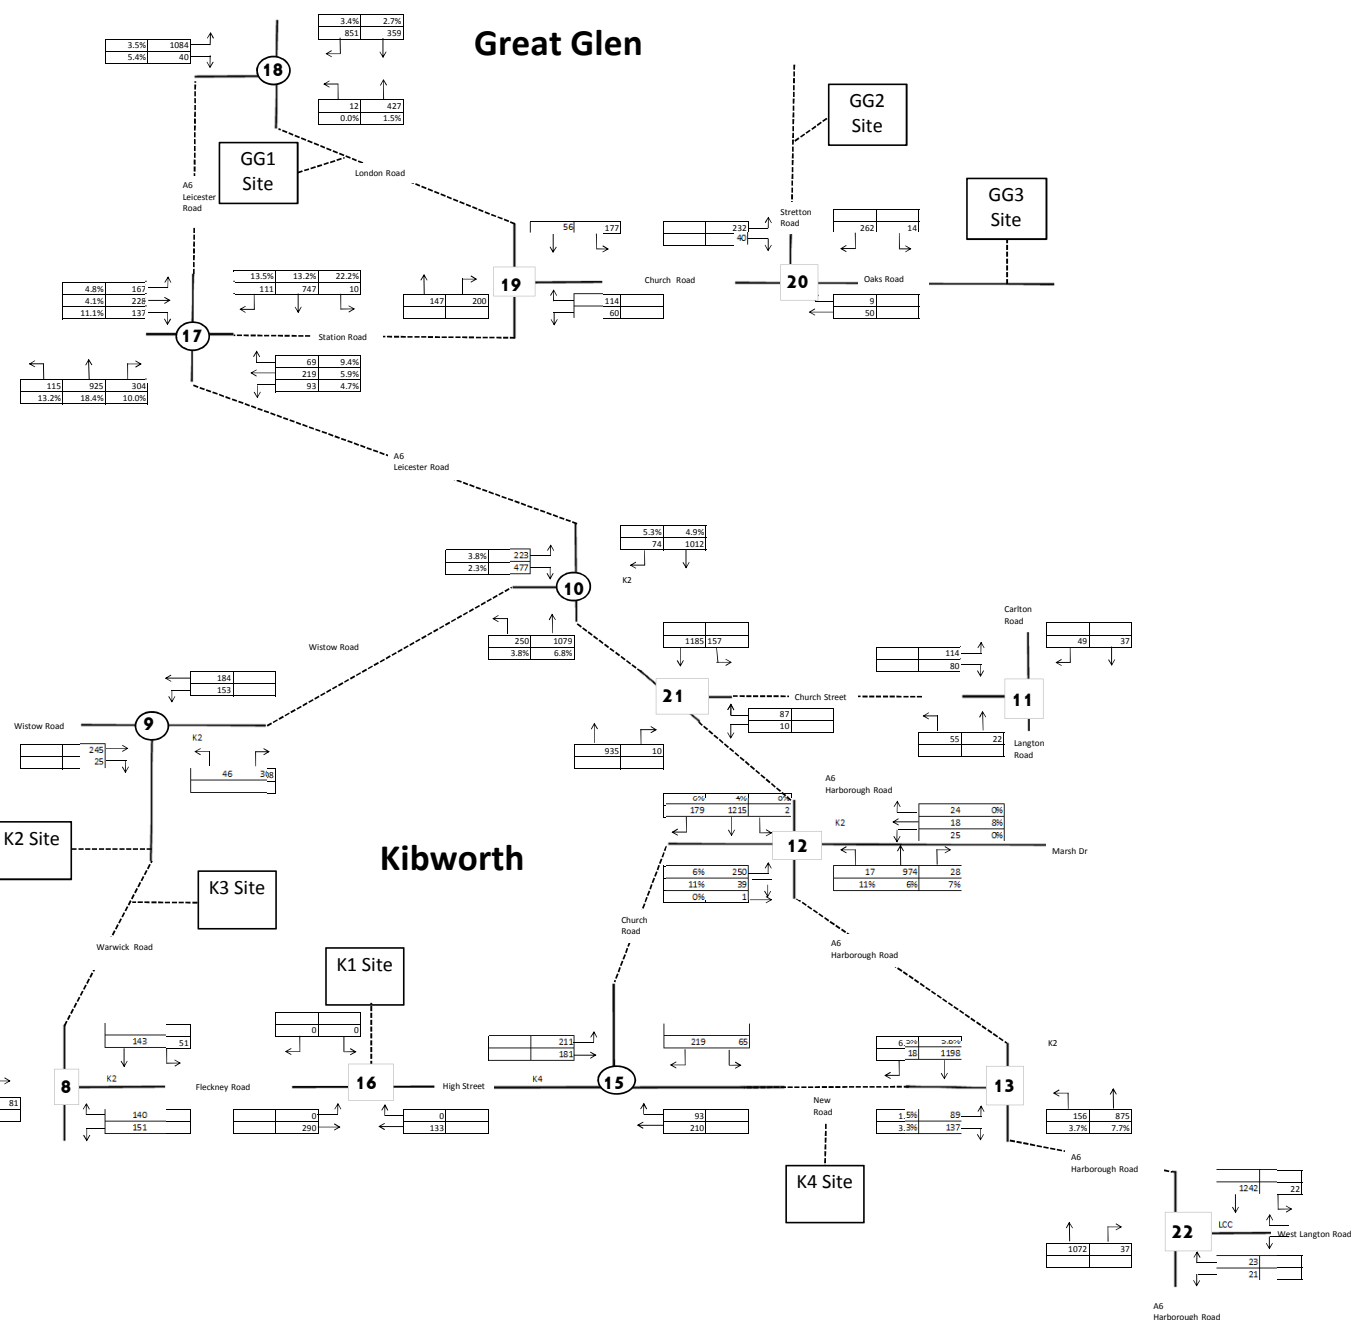 Great Glen
3.4% 2.7%
851 359
3.5% 1084
5.4% 40
18
12 427
0.0% 1.5%
GG2
Site
GG1
Site
London Road
A6
Leicester
Road
GG3
Site
Stretton
Road
56 177
232
40
262 14
13.5% 13.2% 22.2%
111 747 10
4.8% 167
4.1% 228
11.1% 137
147 200
19
Church Road
20
Oaks Road
114
60
9
50
17
Station Road
69 9.4%
219 5.9%
93 4.7%
115 925 304
13.2% 18.4% 10.0%
A6
Leicester Road
5.3% 4.9%
74 1012
3.8% 223
2.3% 477
10
K2
Carlton
Road
250 1079
3.8% 6.8%
1185 157
49 37
Wistow Road
114
80
184
153
21
Church Street
11
87
10
55 22
Langton
Road
Wistow Road
9
K2
245
25
46
935 10
A6
Harborough Road
0% 4% 0%
179 1215 2
K2
24 0%
18 8%
25 0%
K2 Site
Kibworth
12
Marsh Dr
6% 250
11% 39
0% 1
17 974 28
11% 6% 7%
K3 Site
Church
Road
Warwick Road
K1 Site
A6
Harborough Road
0 0
143 51
211
181
219 65
18 1198
K2
8
K2
Fleckney Road
16
High Street
K4
15
13
81
140
151
0
290
0
133
93
210
New
Road
1.5% 89
3.3% 137
156 875
3.7% 7.7%
A6
Harborough Road
K4 Site
1242 22
22
LCC
West Langton Road
1072 37
23
21
A6
Harborough Road